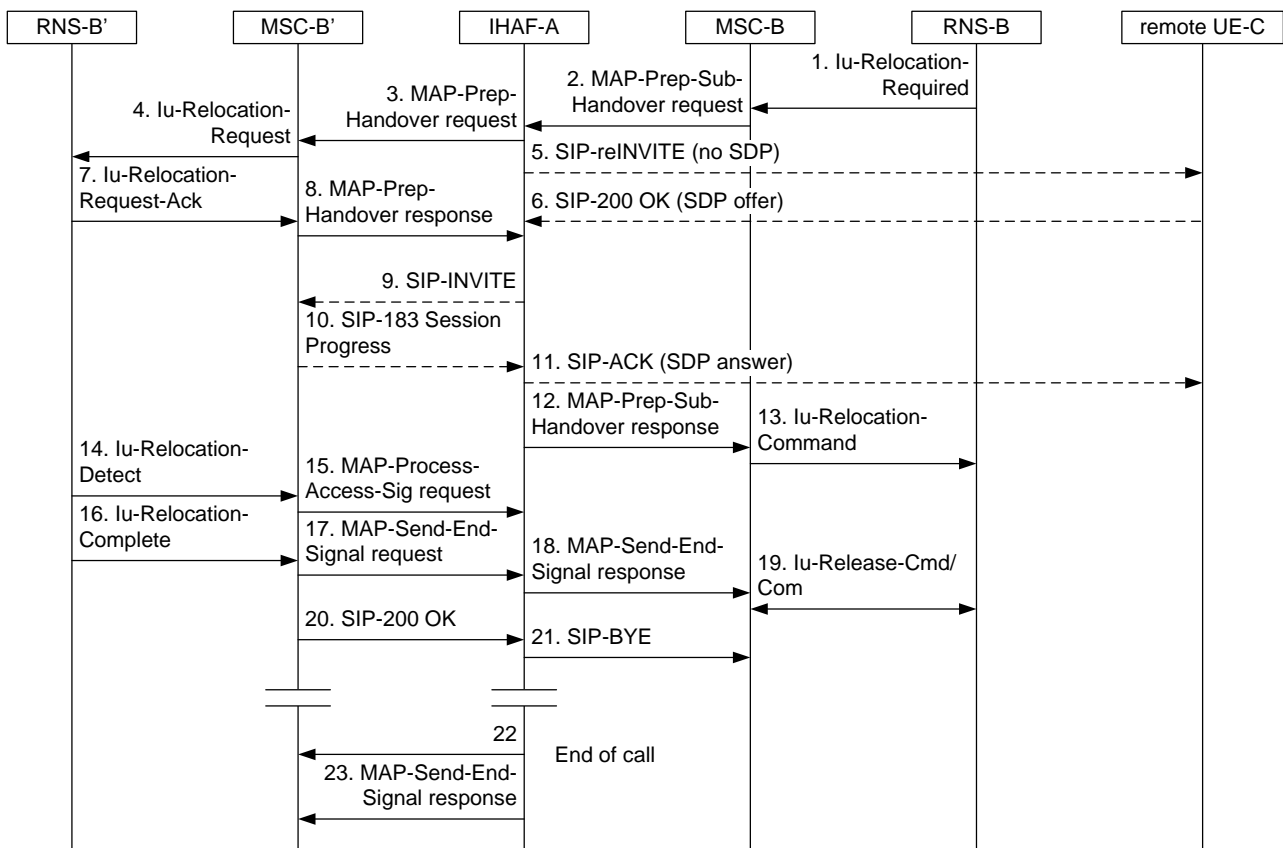 RNS-B’
MSC-B’
IHAF-A
MSC-B
RNS-B
remote UE-C
1. Iu-Relocation-
Required
2. MAP-Prep-Sub-
Handover request
3. MAP-Prep-
Handover request
4. Iu-Relocation-
Request
5. SIP-reINVITE (no SDP)
6. SIP-200 OK (SDP offer)
7. Iu-Relocation-
Request-Ack
8. MAP-Prep-
Handover response
9. SIP-INVITE
10. SIP-183 Session
Progress
11. SIP-ACK (SDP answer)
12. MAP-Prep-Sub-
Handover response
13. Iu-Relocation-
Command
14. Iu-Relocation-
Detect
15. MAP-Process-
Access-Sig request
16. Iu-Relocation-
Complete
17. MAP-Send-End-
Signal request
18. MAP-Send-End-
Signal response
19. Iu-Release-Cmd/
Com
20. SIP-200 OK
21. SIP-BYE
22
End of call
23. MAP-Send-End-
Signal response